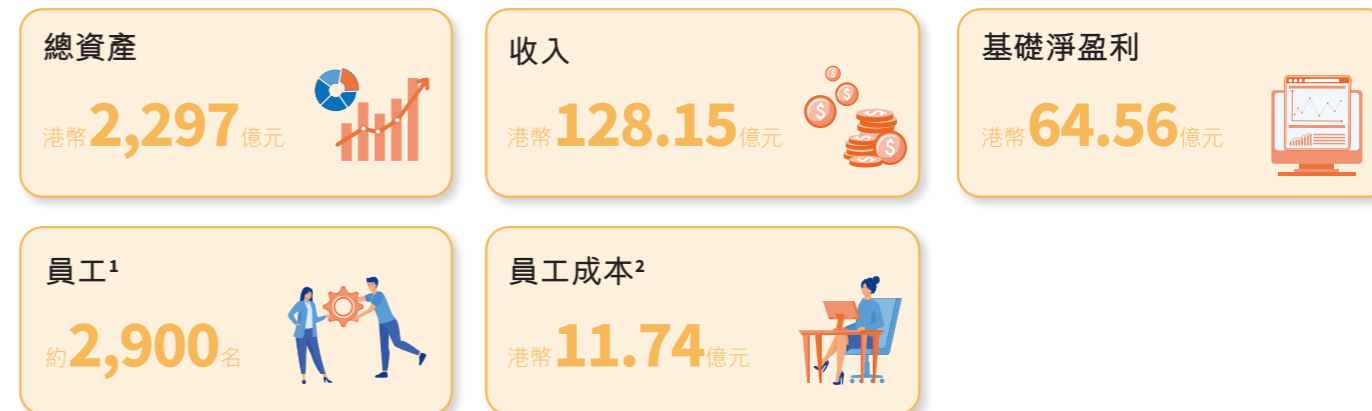 總資產
港幣2,297億元
收入
港幣128.15億元
基礎淨盈利
港幣64.56億元
員工¹
約2,900名
員工成本²
港幣11.74億元